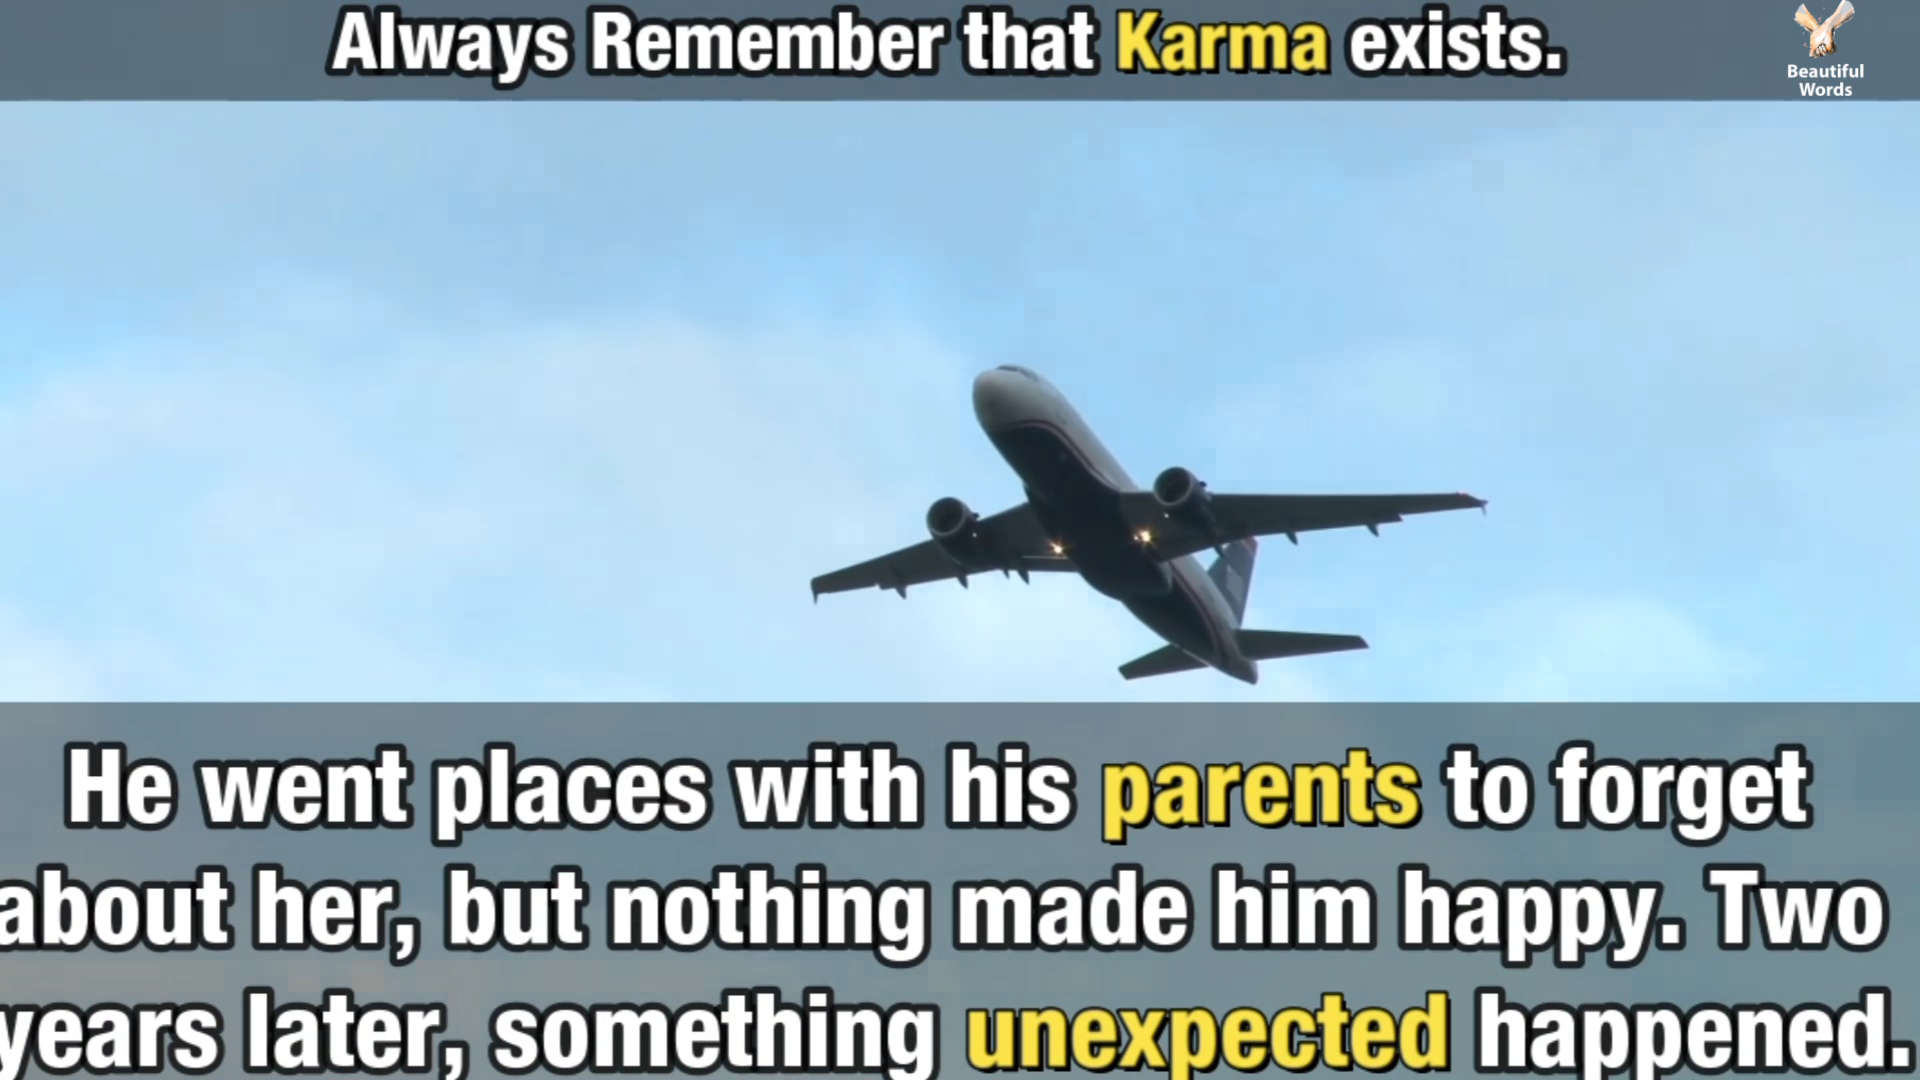 Always Remember that Karma exists.
Beautiful
Words
He went places with his parents to forget
about her, but nothing made him happy. Two
years later, something unexpected happened.